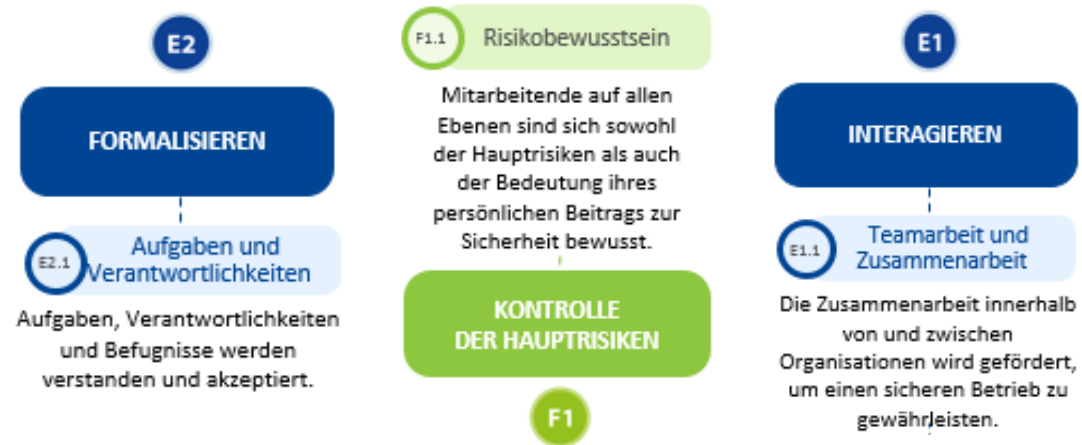 E2
FORMALISIEREN
E2.1
Aufgaben und
Verantwortlichkeiten
Aufgaben, Verantwortlichkeiten
und Befugnisse werden
verstanden und akzeptiert.
F1.1
Risikobewusstsein
Mitarbeitende auf allen
Ebenen sind sich sowohl
der Hauptrisiken als auch
der Bedeutung ihres
persönlichen Beitrags zur
Sicherheit bewusst.
KONTROLLE
DER HAUPTRISIKEN
F1
E1
INTERAGIEREN
E1.1
Teamarbeit und
Zusammenarbeit
Die Zusammenarbeit innerhalb
von und zwischen
Organisationen wird gefördert,
um einen sicheren Betrieb zu
gewährleisten.